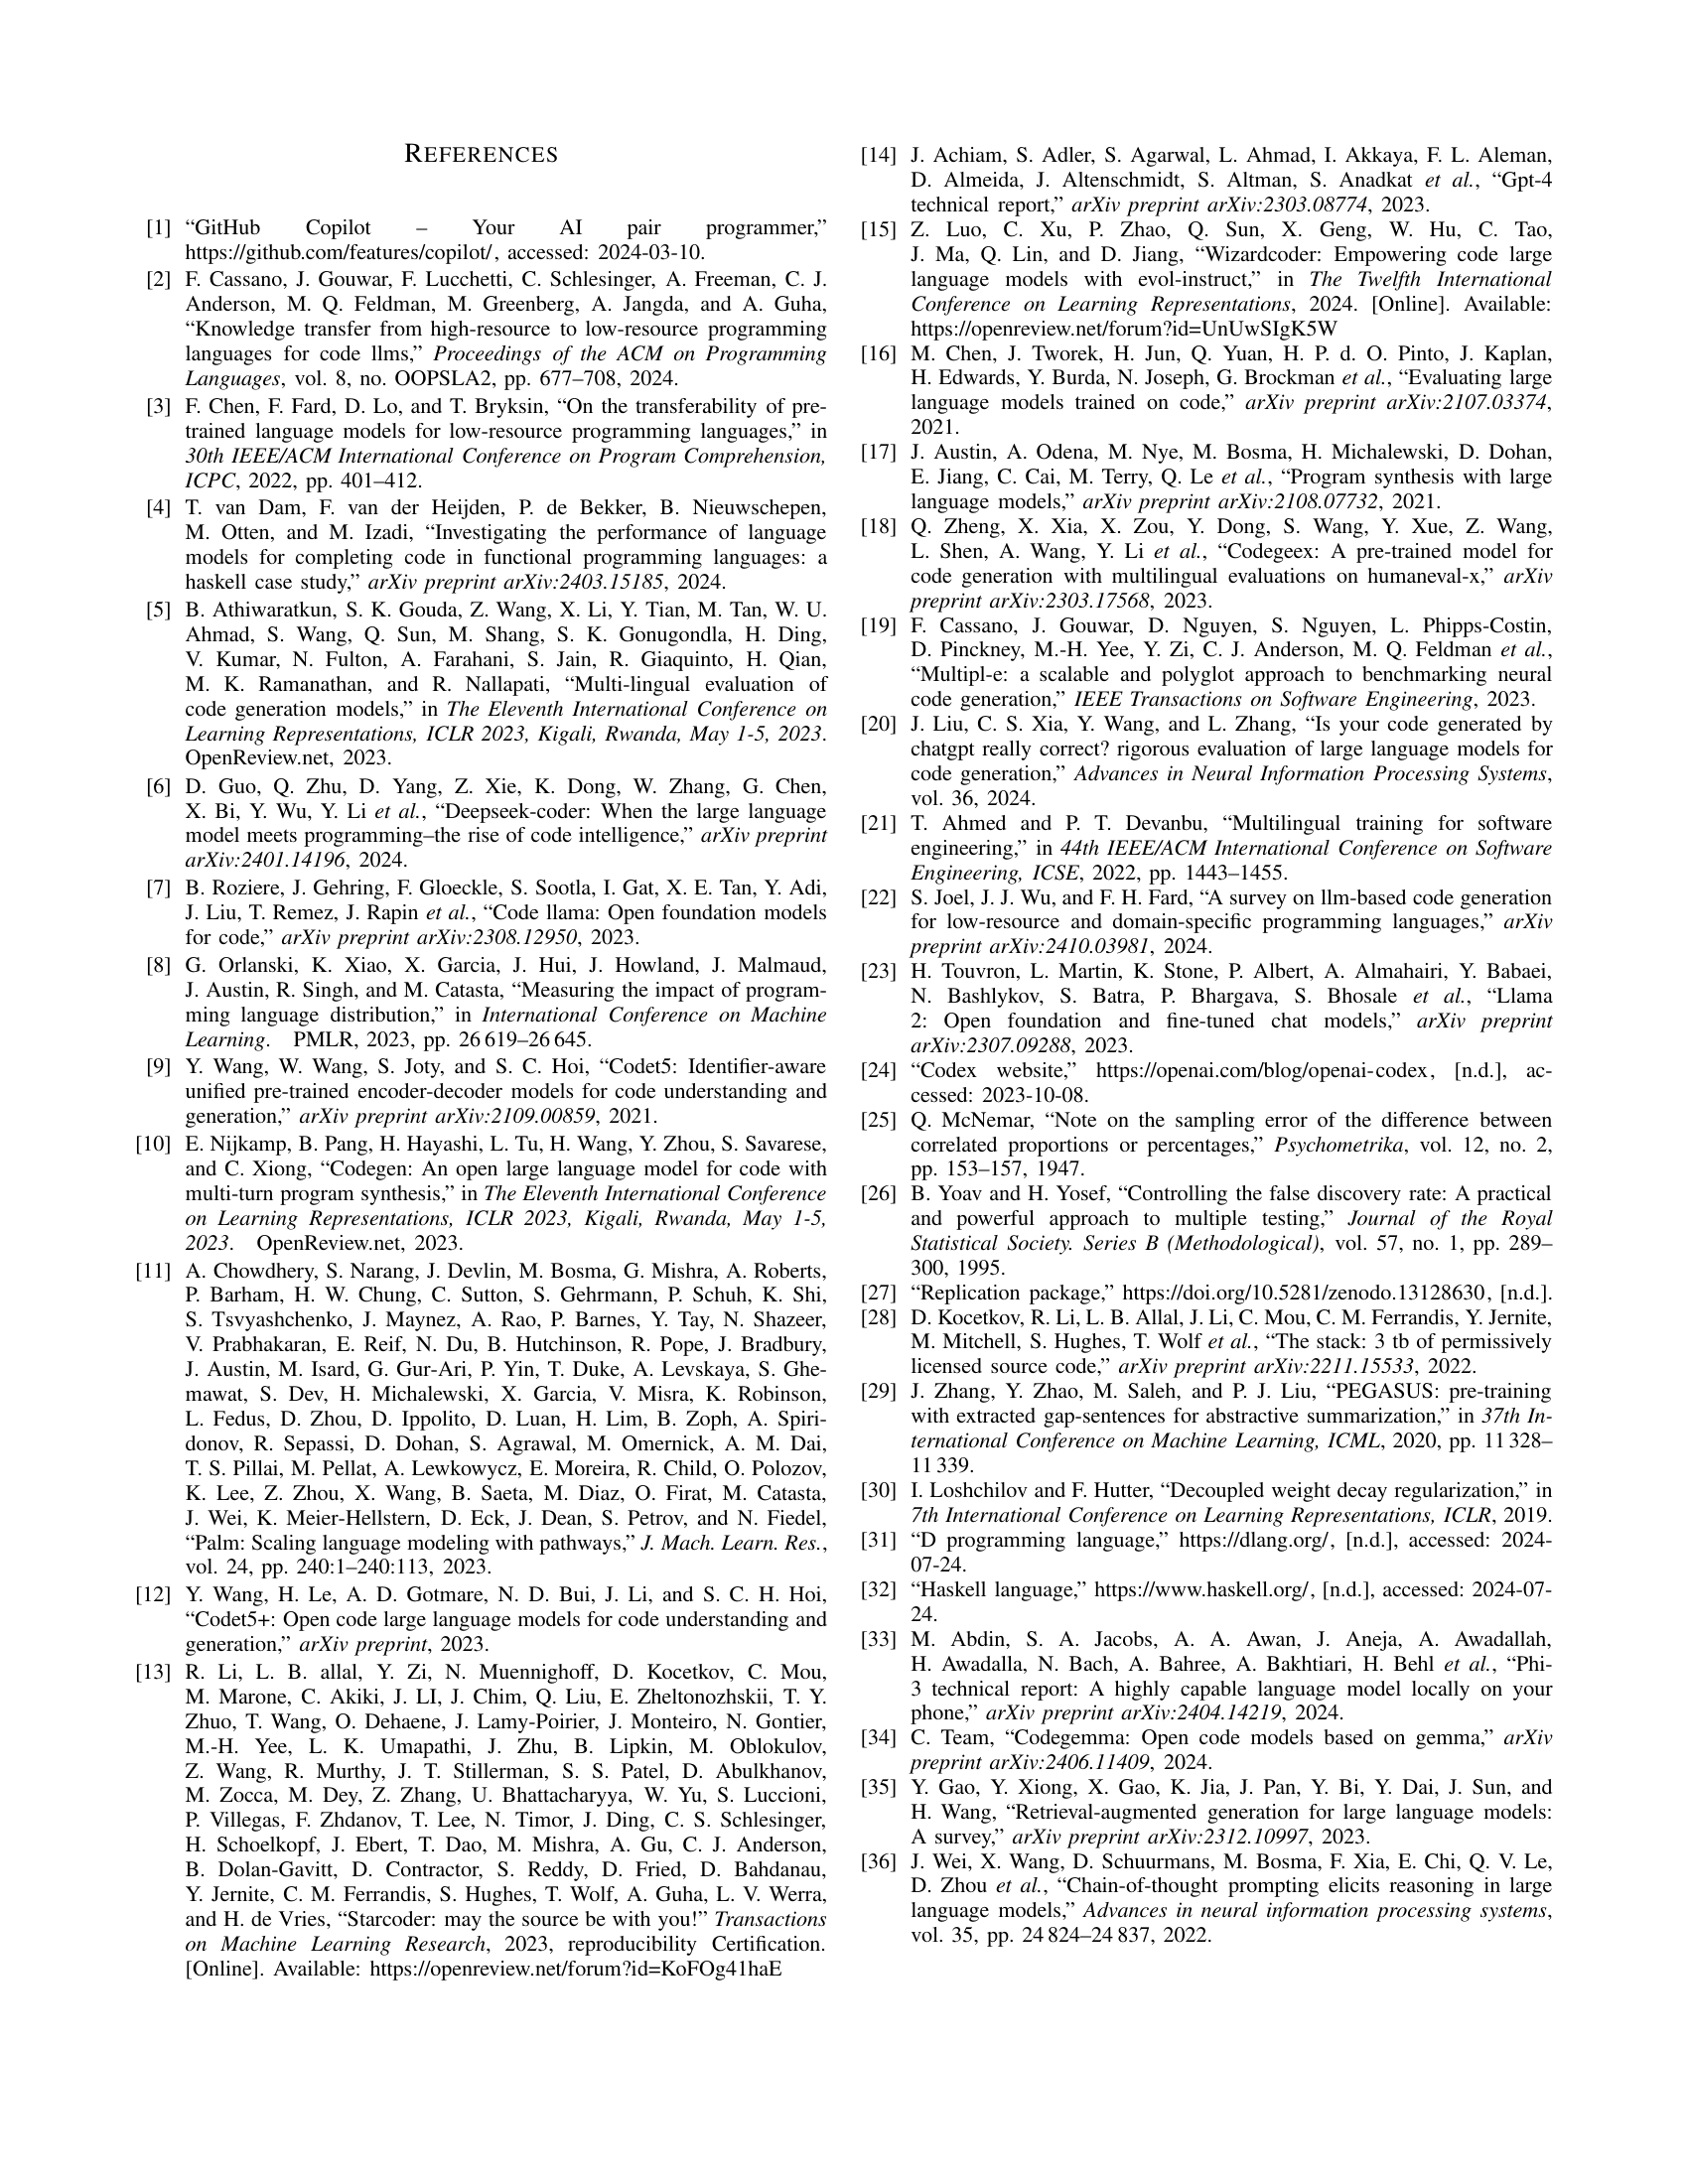 REFERENCES
[1] “GitHub Copilot – Your AI pair programmer,”
https://github.com/features/copilot/, accessed: 2024-03-10.
[2] F. Cassano, J. Gouwar, F. Lucchetti, C. Schlesinger, A. Freeman, C. J.
Anderson, M. Q. Feldman, M. Greenberg, A. Jangda, and A. Guha,
“Knowledge transfer from high-resource to low-resource programming
languages for code llms,” Proceedings of the ACM on Programming
Languages, vol. 8, no. OOPSLA2, pp. 677–708, 2024.
[3] F. Chen, F. Fard, D. Lo, and T. Bryksin, “On the transferability of pre-
trained language models for low-resource programming languages,” in
30th IEEE/ACM International Conference on Program Comprehension,
ICPC, 2022, pp. 401–412.
[4] T. van Dam, F. van der Heijden, P. de Bekker, B. Nieuwschepen,
M. Otten, and M. Izadi, “Investigating the performance of language
models for completing code in functional programming languages: a
haskell case study,” arXiv preprint arXiv:2403.15185, 2024.
[5] B. Athiwaratkun, S. K. Gouda, Z. Wang, X. Li, Y. Tian, M. Tan, W. U.
Ahmad, S. Wang, Q. Sun, M. Shang, S. K. Gonugondla, H. Ding,
V. Kumar, N. Fulton, A. Farahani, S. Jain, R. Giaquinto, H. Qian,
M. K. Ramanathan, and R. Nallapati, “Multi-lingual evaluation of
code generation models,” in The Eleventh International Conference on
Learning Representations, ICLR 2023, Kigali, Rwanda, May 1-5, 2023.
OpenReview.net, 2023.
[6] D. Guo, Q. Zhu, D. Yang, Z. Xie, K. Dong, W. Zhang, G. Chen,
X. Bi, Y. Wu, Y. Li et al., “Deepseek-coder: When the large language
model meets programming–the rise of code intelligence,” arXiv preprint
arXiv:2401.14196, 2024.
[7] B. Roziere, J. Gehring, F. Gloeckle, S. Sootla, I. Gat, X. E. Tan, Y. Adi,
J. Liu, T. Remez, J. Rapin et al., “Code llama: Open foundation models
for code,” arXiv preprint arXiv:2308.12950, 2023.
[8] G. Orlanski, K. Xiao, X. Garcia, J. Hui, J. Howland, J. Malmaud,
J. Austin, R. Singh, and M. Catasta, “Measuring the impact of program-
ming language distribution,” in International Conference on Machine
Learning. PMLR, 2023, pp. 26 619–26 645.
[9] Y. Wang, W. Wang, S. Joty, and S. C. Hoi, “Codet5: Identifier-aware
unified pre-trained encoder-decoder models for code understanding and
generation,” arXiv preprint arXiv:2109.00859, 2021.
[10] E. Nijkamp, B. Pang, H. Hayashi, L. Tu, H. Wang, Y. Zhou, S. Savarese,
and C. Xiong, “Codegen: An open large language model for code with
multi-turn program synthesis,” in The Eleventh International Conference
on Learning Representations, ICLR 2023, Kigali, Rwanda, May 1-5,
2023. OpenReview.net, 2023.
[11] A. Chowdhery, S. Narang, J. Devlin, M. Bosma, G. Mishra, A. Roberts,
P. Barham, H. W. Chung, C. Sutton, S. Gehrmann, P. Schuh, K. Shi,
S. Tsvyashchenko, J. Maynez, A. Rao, P. Barnes, Y. Tay, N. Shazeer,
V. Prabhakaran, E. Reif, N. Du, B. Hutchinson, R. Pope, J. Bradbury,
J. Austin, M. Isard, G. Gur-Ari, P. Yin, T. Duke, A. Levskaya, S. Ghe-
mawat, S. Dev, H. Michalewski, X. Garcia, V. Misra, K. Robinson,
L. Fedus, D. Zhou, D. Ippolito, D. Luan, H. Lim, B. Zoph, A. Spiri-
donov, R. Sepassi, D. Dohan, S. Agrawal, M. Omernick, A. M. Dai,
T. S. Pillai, M. Pellat, A. Lewkowycz, E. Moreira, R. Child, O. Polozov,
K. Lee, Z. Zhou, X. Wang, B. Saeta, M. Diaz, O. Firat, M. Catasta,
J. Wei, K. Meier-Hellstern, D. Eck, J. Dean, S. Petrov, and N. Fiedel,
“Palm: Scaling language modeling with pathways,” J. Mach. Learn. Res.,
vol. 24, pp. 240:1–240:113, 2023.
[12] Y. Wang, H. Le, A. D. Gotmare, N. D. Bui, J. Li, and S. C. H. Hoi,
“Codet5+: Open code large language models for code understanding and
generation,” arXiv preprint, 2023.
[13] R. Li, L. B. allal, Y. Zi, N. Muennighoff, D. Kocetkov, C. Mou,
M. Marone, C. Akiki, J. LI, J. Chim, Q. Liu, E. Zheltonozhskii, T. Y.
Zhuo, T. Wang, O. Dehaene, J. Lamy-Poirier, J. Monteiro, N. Gontier,
M.-H. Yee, L. K. Umapathi, J. Zhu, B. Lipkin, M. Oblokulov,
Z. Wang, R. Murthy, J. T. Stillerman, S. S. Patel, D. Abulkhanov,
M. Zocca, M. Dey, Z. Zhang, U. Bhattacharyya, W. Yu, S. Luccioni,
P. Villegas, F. Zhdanov, T. Lee, N. Timor, J. Ding, C. S. Schlesinger,
H. Schoelkopf, J. Ebert, T. Dao, M. Mishra, A. Gu, C. J. Anderson,
B. Dolan-Gavitt, D. Contractor, S. Reddy, D. Fried, D. Bahdanau,
Y. Jernite, C. M. Ferrandis, S. Hughes, T. Wolf, A. Guha, L. V. Werra,
and H. de Vries, “Starcoder: may the source be with you!” Transactions
on Machine Learning Research, 2023, reproducibility Certification.
[Online]. Available: https://openreview.net/forum?id=KoFOg41haE
[14] J. Achiam, S. Adler, S. Agarwal, L. Ahmad, I. Akkaya, F. L. Aleman,
D. Almeida, J. Altenschmidt, S. Altman, S. Anadkat et al., “Gpt-4
technical report,” arXiv preprint arXiv:2303.08774, 2023.
[15] Z. Luo, C. Xu, P. Zhao, Q. Sun, X. Geng, W. Hu, C. Tao,
J. Ma, Q. Lin, and D. Jiang, “Wizardcoder: Empowering code large
language models with evol-instruct,” in The Twelfth International
Conference on Learning Representations, 2024. [Online]. Available:
https://openreview.net/forum?id=UnUwSIgK5W
[16] M. Chen, J. Tworek, H. Jun, Q. Yuan, H. P. d. O. Pinto, J. Kaplan,
H. Edwards, Y. Burda, N. Joseph, G. Brockman et al., “Evaluating large
language models trained on code,” arXiv preprint arXiv:2107.03374,
2021.
[17] J. Austin, A. Odena, M. Nye, M. Bosma, H. Michalewski, D. Dohan,
E. Jiang, C. Cai, M. Terry, Q. Le et al., “Program synthesis with large
language models,” arXiv preprint arXiv:2108.07732, 2021.
[18] Q. Zheng, X. Xia, X. Zou, Y. Dong, S. Wang, Y. Xue, Z. Wang,
L. Shen, A. Wang, Y. Li et al., “Codegeex: A pre-trained model for
code generation with multilingual evaluations on humaneval-x,” arXiv
preprint arXiv:2303.17568, 2023.
[19] F. Cassano, J. Gouwar, D. Nguyen, S. Nguyen, L. Phipps-Costin,
D. Pinckney, M.-H. Yee, Y. Zi, C. J. Anderson, M. Q. Feldman et al.,
“Multipl-e: a scalable and polyglot approach to benchmarking neural
code generation,” IEEE Transactions on Software Engineering, 2023.
[20] J. Liu, C. S. Xia, Y. Wang, and L. Zhang, “Is your code generated by
chatgpt really correct? rigorous evaluation of large language models for
code generation,” Advances in Neural Information Processing Systems,
vol. 36, 2024.
[21] T. Ahmed and P. T. Devanbu, “Multilingual training for software
engineering,” in 44th IEEE/ACM International Conference on Software
Engineering, ICSE, 2022, pp. 1443–1455.
[22] S. Joel, J. J. Wu, and F. H. Fard, “A survey on llm-based code generation
for low-resource and domain-specific programming languages,” arXiv
preprint arXiv:2410.03981, 2024.
[23] H. Touvron, L. Martin, K. Stone, P. Albert, A. Almahairi, Y. Babaei,
N. Bashlykov, S. Batra, P. Bhargava, S. Bhosale et al., “Llama
2: Open foundation and fine-tuned chat models,” arXiv preprint
arXiv:2307.09288, 2023.
[24] “Codex website,” https://openai.com/blog/openai-codex, [n.d.], ac-
cessed: 2023-10-08.
[25] Q. McNemar, “Note on the sampling error of the difference between
correlated proportions or percentages,” Psychometrika, vol. 12, no. 2,
pp. 153–157, 1947.
[26] B. Yoav and H. Yosef, “Controlling the false discovery rate: A practical
and powerful approach to multiple testing,” Journal of the Royal
Statistical Society. Series B (Methodological), vol. 57, no. 1, pp. 289–
300, 1995.
[27] “Replication package,” https://doi.org/10.5281/zenodo.13128630, [n.d.].
[28] D. Kocetkov, R. Li, L. B. Allal, J. Li, C. Mou, C. M. Ferrandis, Y. Jernite,
M. Mitchell, S. Hughes, T. Wolf et al., “The stack: 3 tb of permissively
licensed source code,” arXiv preprint arXiv:2211.15533, 2022.
[29] J. Zhang, Y. Zhao, M. Saleh, and P. J. Liu, “PEGASUS: pre-training
with extracted gap-sentences for abstractive summarization,” in 37th In-
ternational Conference on Machine Learning, ICML, 2020, pp. 11 328–
11 339.
[30] I. Loshchilov and F. Hutter, “Decoupled weight decay regularization,” in
7th International Conference on Learning Representations, ICLR, 2019.
[31] “D programming language,” https://dlang.org/, [n.d.], accessed: 2024-
07-24.
[32] “Haskell language,” https://www.haskell.org/, [n.d.], accessed: 2024-07-
24.
[33] M. Abdin, S. A. Jacobs, A. A. Awan, J. Aneja, A. Awadallah,
H. Awadalla, N. Bach, A. Bahree, A. Bakhtiari, H. Behl et al., “Phi-
3 technical report: A highly capable language model locally on your
phone,” arXiv preprint arXiv:2404.14219, 2024.
[34] C. Team, “Codegemma: Open code models based on gemma,” arXiv
preprint arXiv:2406.11409, 2024.
[35] Y. Gao, Y. Xiong, X. Gao, K. Jia, J. Pan, Y. Bi, Y. Dai, J. Sun, and
H. Wang, “Retrieval-augmented generation for large language models:
A survey,” arXiv preprint arXiv:2312.10997, 2023.
[36] J. Wei, X. Wang, D. Schuurmans, M. Bosma, F. Xia, E. Chi, Q. V. Le,
D. Zhou et al., “Chain-of-thought prompting elicits reasoning in large
language models,” Advances in neural information processing systems,
vol. 35, pp. 24 824–24 837, 2022.